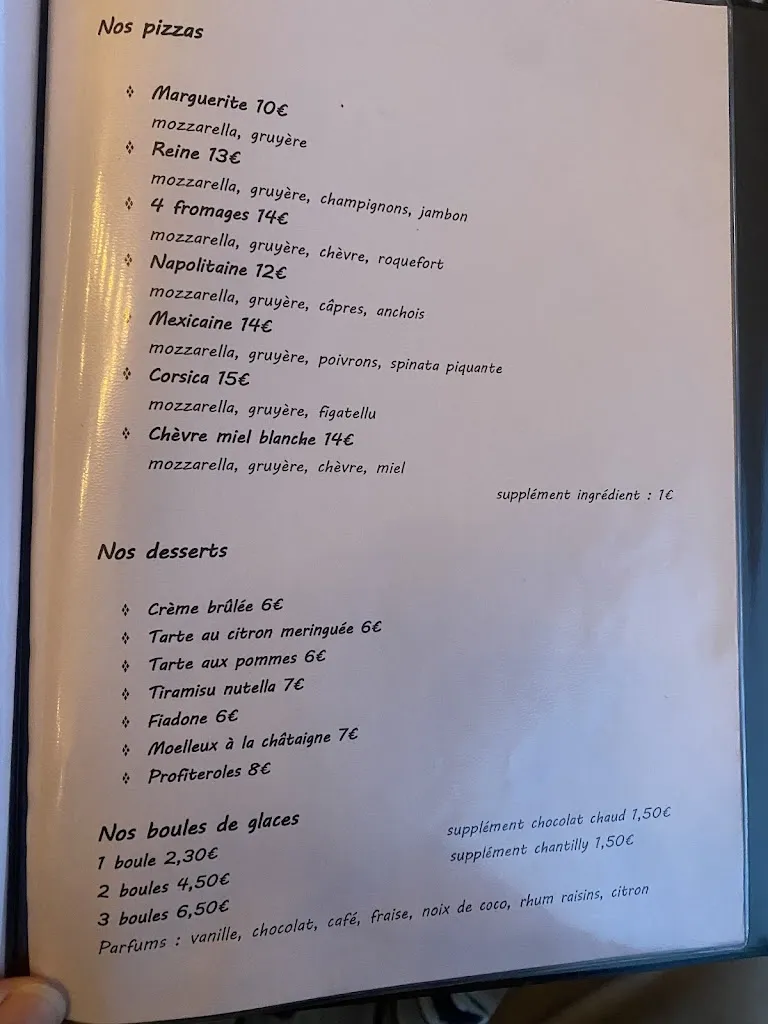 Nos pizzas
❖ Marguerite 10€
mozzarella, gruyère
❖ Reine 13€
mozzarella, gruyère, champignons, jambon
❖ 4 fromages 14€
mozzarella, gruyère, chèvre, roquefort
❖ Napolitaine 12€
mozzarella, gruyère, câpres, anchois
❖ Mexicaine 14€
mozzarella, gruyère, poivrons, spinata piquante
❖ Corsica 15€
mozzarella, gruyère, figatellu
❖ Chèvre miel blanche 14€
mozzarella, gruyère, chèvre, miel
supplément ingrédient : 1€
Nos desserts
❖ Crème brûlée 6€
❖ Tarte au citron meringuée 6€
❖ Tarte aux pommes 6€
❖ Tiramisu nutella 7€
❖ Fiadone 6€
❖ Moelleux à la châtaigne 7€
❖ Profiteroles 8€
Nos boules de glaces
1 boule 2,30€
2 boules 4,50€
3 boules 6,50€
supplément chocolat chaud 1,50€
supplément chantilly 1,50€
Parfums : vanille, chocolat, café, fraise, noix de coco, rhum raisins, citron